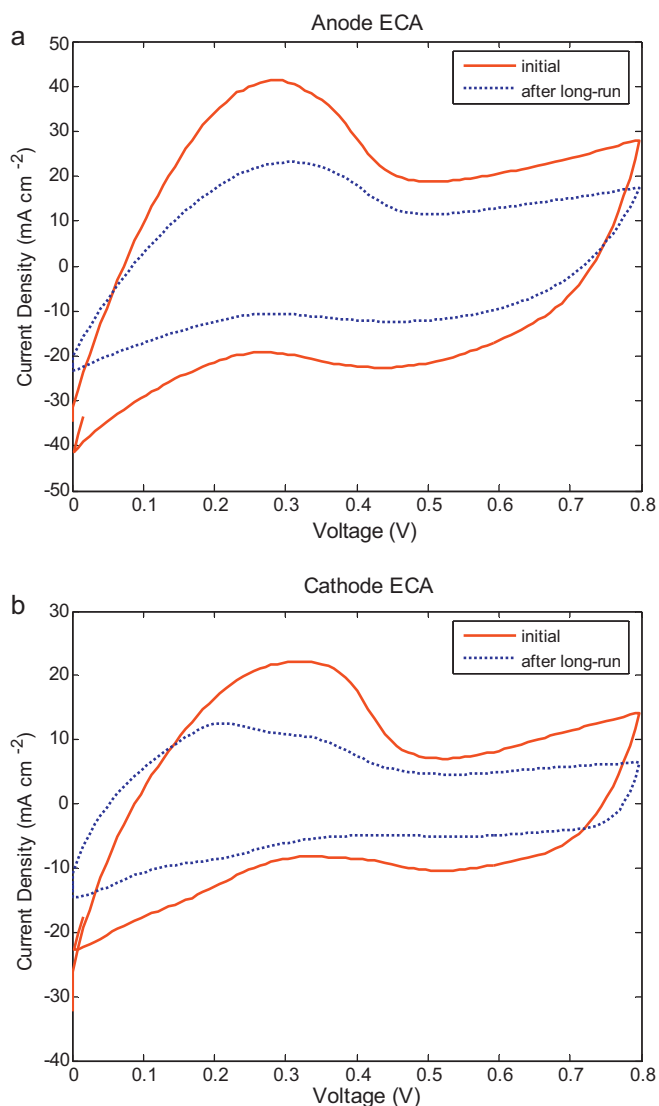 a
Anode ECA
initial
after long-run
50
40
30
20
10
0
-10
-20
-30
-40
-50
Current Density (mA cm -2)
0 0.1 0.2 0.3 0.4 0.5 0.6 0.7 0.8
Voltage (V)
b
Cathode ECA
initial
after long-run
30
20
10
0
-10
-20
-30
-40
Current Density (mA cm -2)
0 0.1 0.2 0.3 0.4 0.5 0.6 0.7 0.8
Voltage (V)